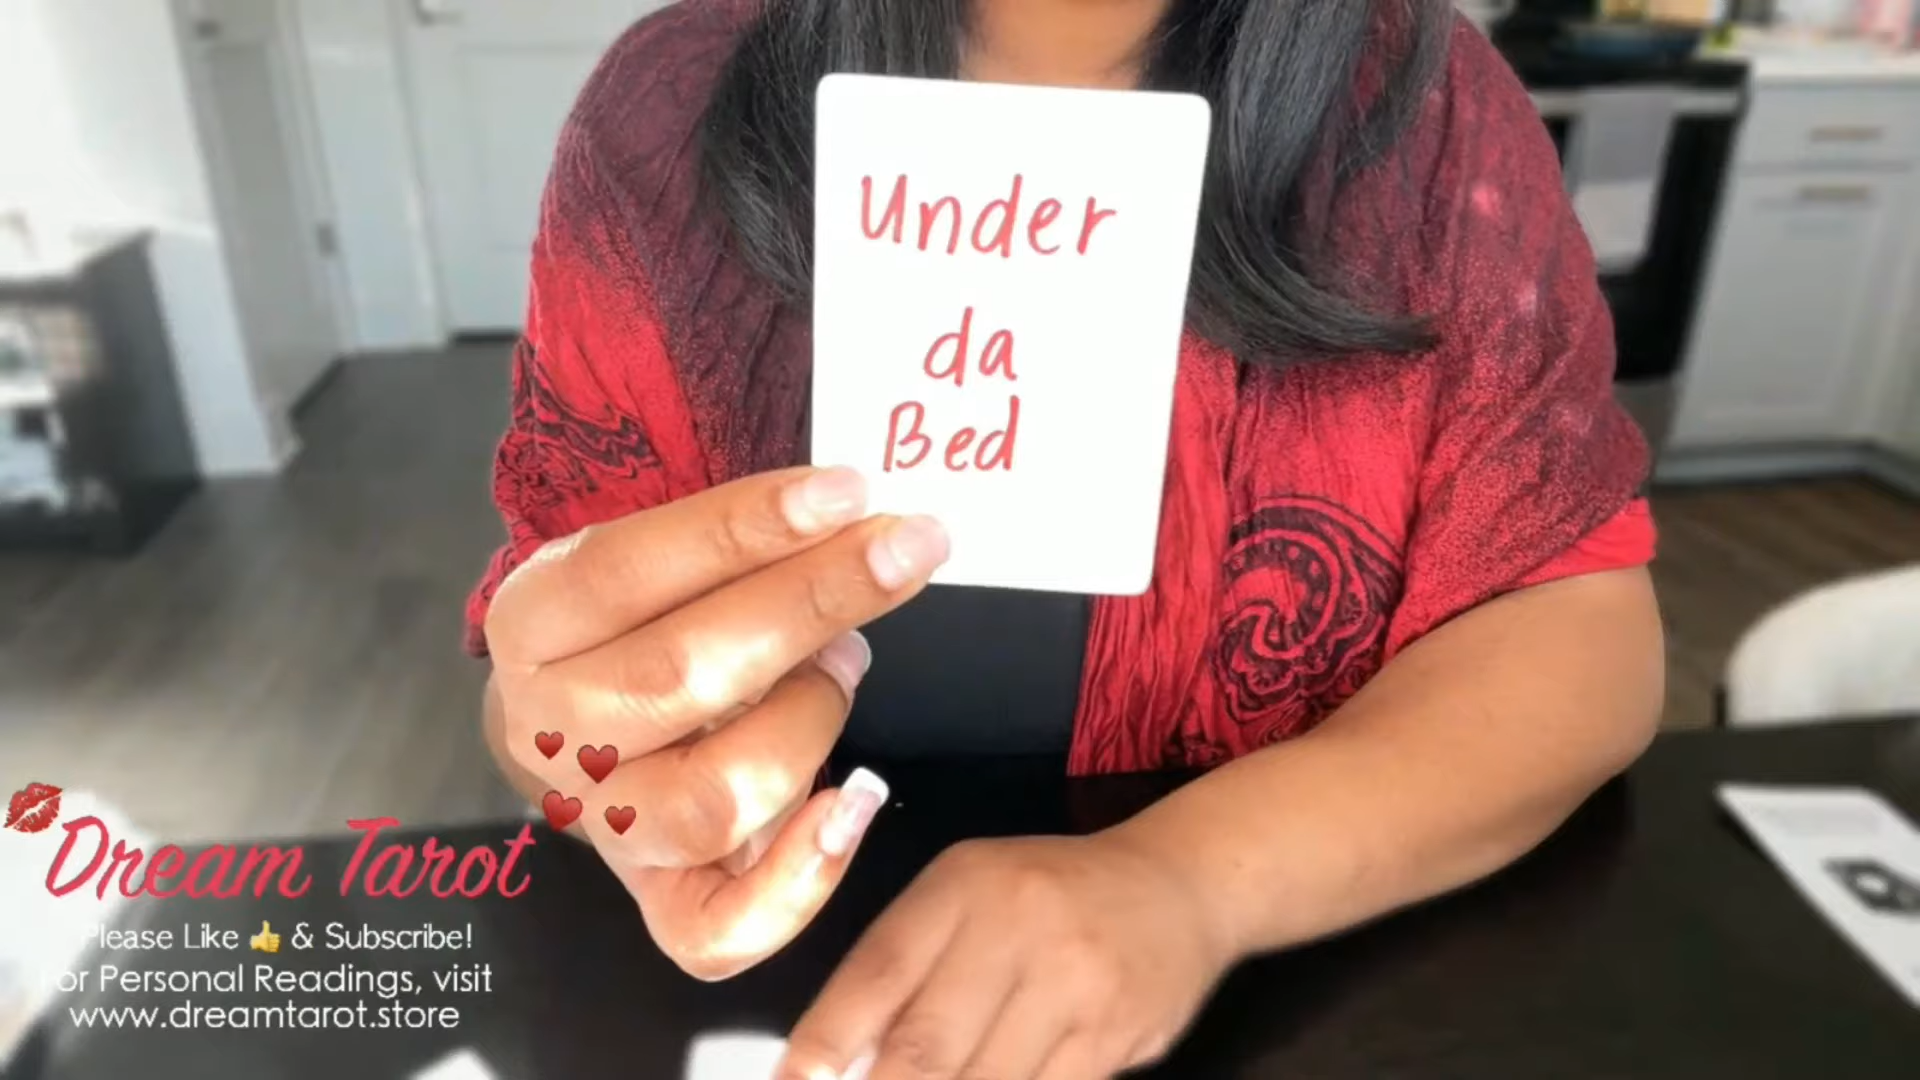 Under
da
Bed
Dream Tarot
Please Like 👍 & Subscribe!
or Personal Readings, visit
www.dreamtarot.store